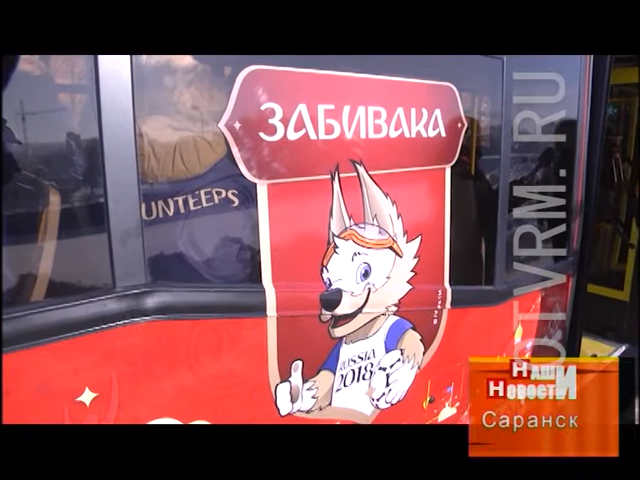 ЗАБИВАКА
UNTEEPS
RUSSIA
2018
OTVRM.RU
Наши
Новости
Саранск